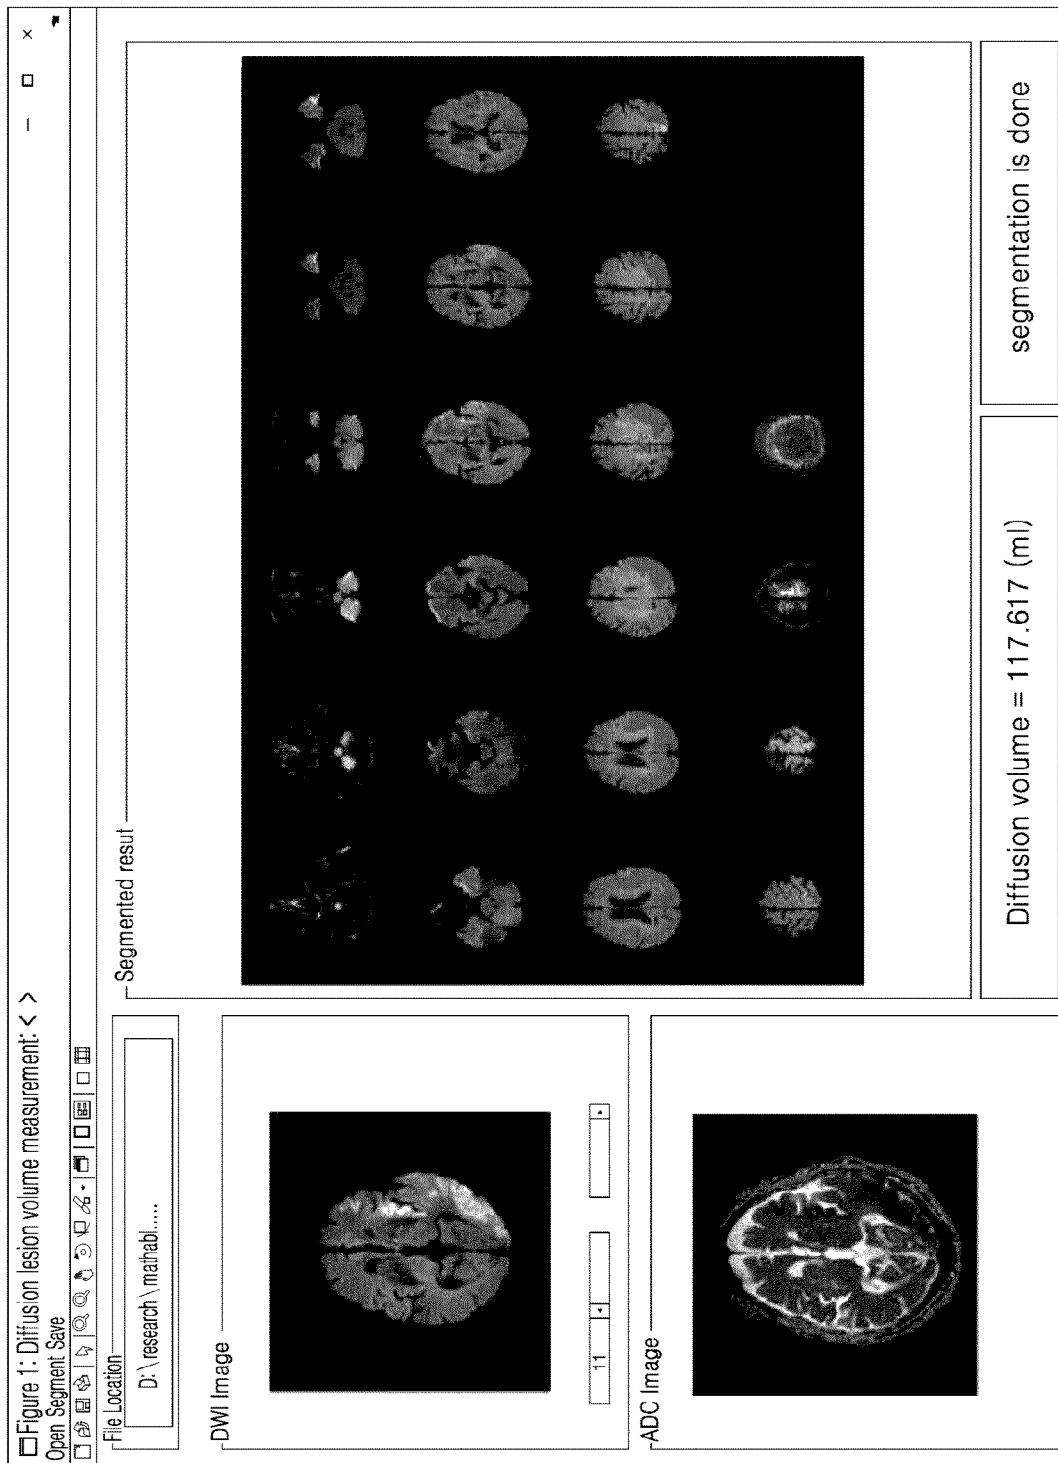 Figure 1: Diffusion lesion volume measurement: < >
Open Segment Save
File Location
D: \ research \ mathabl.....
DWI Image
11
ADC Image
Segmented resut
Diffusion volume = 117.617 (ml)
segmentation is done